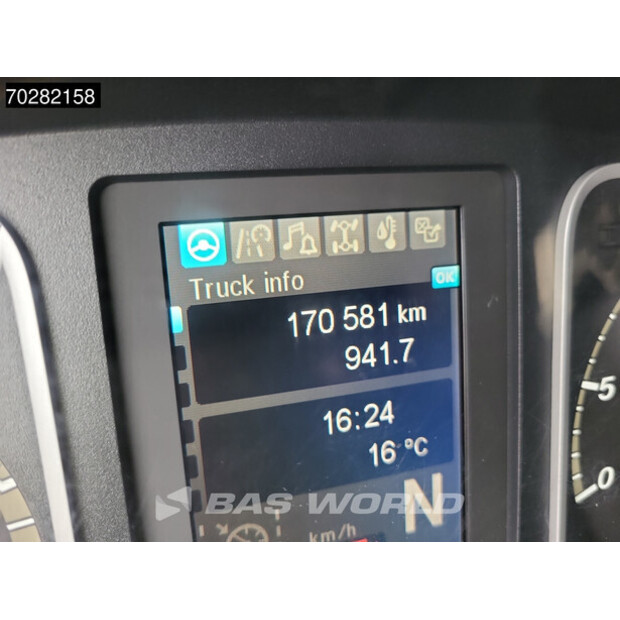 70282158
Truck info
OK
170 581 km
941.7
16:24
16 °C
BAS WORLD
N
km/h
5
0